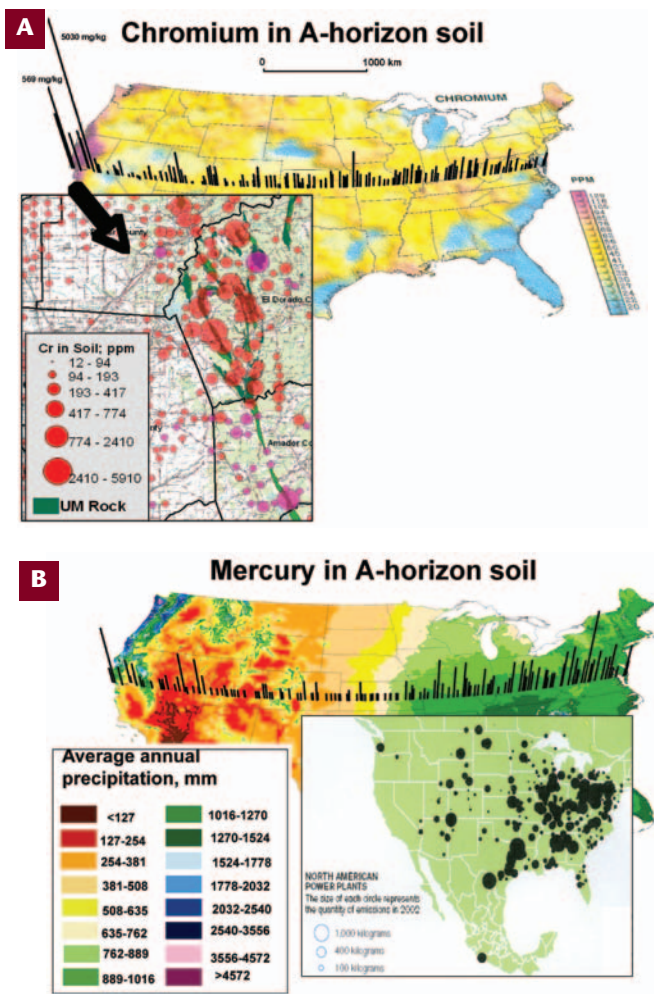 A
Chromium in A-horizon soil
5030 mg/kg
569 mg/kg
0 1000 km
CHROMIUM
PPM
County
El Dorado C
Amador Co
Cr in Soil; ppm
12 - 94
94 - 193
193 - 417
417 - 774
774 - 2410
2410 - 5910
UM Rock
B
Mercury in A-horizon soil
Average annual
precipitation, mm
<127
127-254
254-381
381-508
508-635
635-762
762-889
889-1016
1016-1270
1270-1524
1524-1778
1778-2032
2032-2540
2540-3556
3556-4572
>4572
NORTH AMERICAN
POWER PLANTS
The size of each circle represents
the quantity of emissions in 2002
1,000 kilograms
400 kilograms
100 kilograms